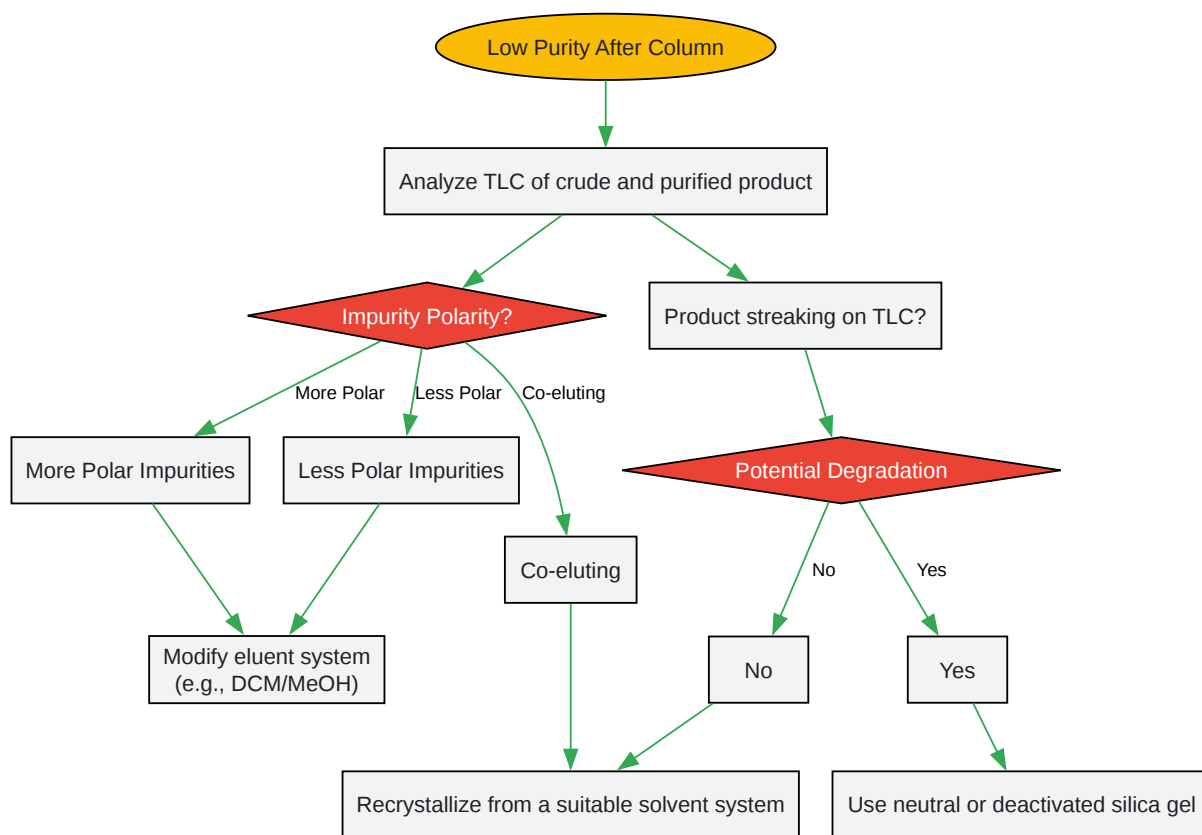 Low Purity After Column
Analyze TLC of crude and purified product
Impurity Polarity?
Product streaking on TLC?
More Polar
Less Polar
Co-eluting
More Polar Impurities
Less Polar Impurities
Potential Degradation
Co-eluting
No
Yes
Modify eluent system
(e.g., DCM/MeOH)
No
Yes
Recrystallize from a suitable solvent system
Use neutral or deactivated silica gel